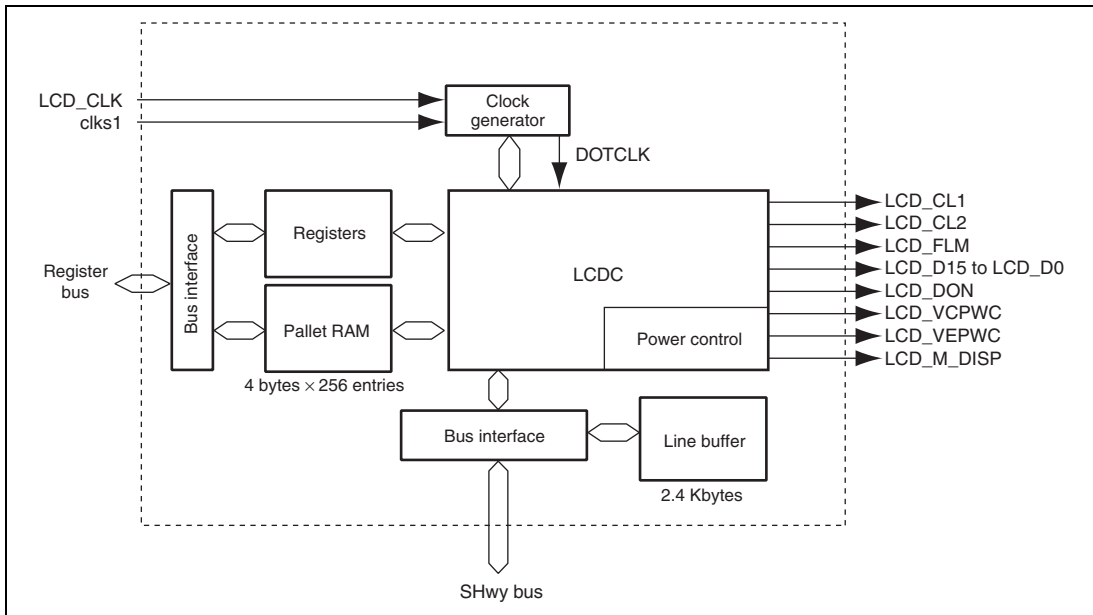 LCD_CLK
clks1
Clock
generator
DOTCLK
Register
bus
Bus interface
Registers
Pallet RAM
4 bytes × 256 entries
LCDC
Power control
LCD_CL1
LCD_CL2
LCD_FLM
LCD_D15 to LCD_D0
LCD_DON
LCD_VCPWC
LCD_VEPWC
LCD_M_DISP
Bus interface
Line buffer
2.4 Kbytes
SHwy bus